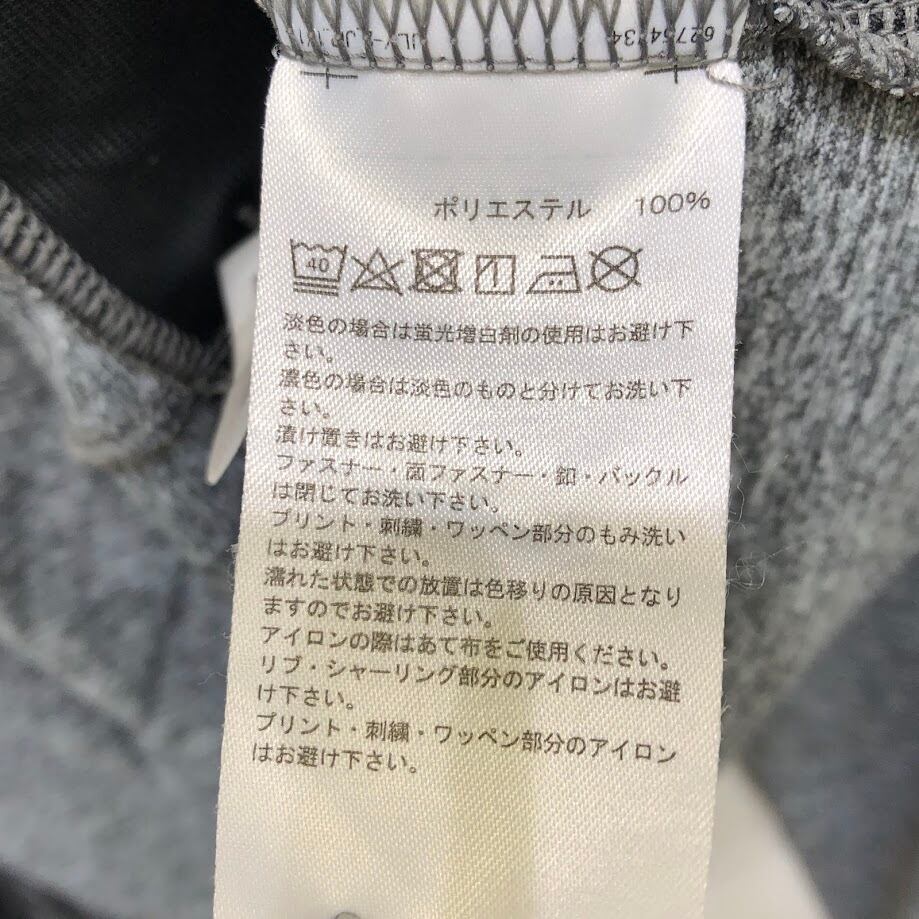 ポリエステル 100%
40
淡色の場合は蛍光増白剤の使用はお避け下
さい。
濃色の場合は淡色のものと分けてお洗い下
さい。
漬け置きはお避け下さい。
ファスナー・面ファスナー・釦・バックル
は閉じてお洗い下さい。
プリント・刺繍・ワッペン部分のもみ洗い
はお避け下さい。
濡れた状態での放置は色移りの原因となり
ますのでお避け下さい。
アイロンの際はあて布をご使用ください。
リブ・シャーリング部分のアイロンはお避
け下さい。
プリント・刺繍・ワッペン部分のアイロン
はお避け下さい。